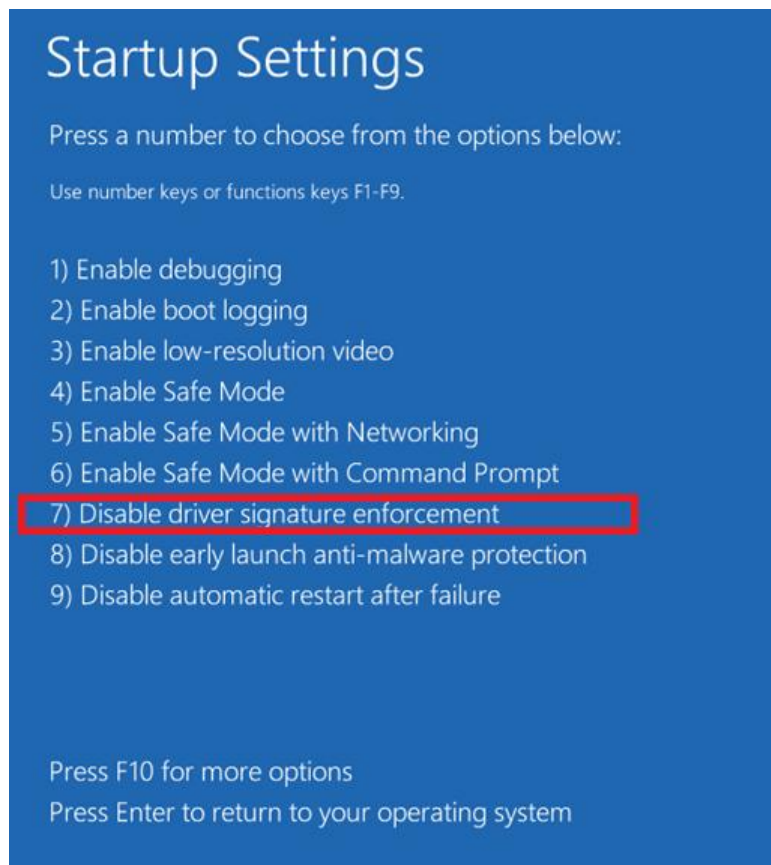 Startup Settings
Press a number to choose from the options below:
Use number keys or functions keys F1-F9.
1) Enable debugging
2) Enable boot logging
3) Enable low-resolution video
4) Enable Safe Mode
5) Enable Safe Mode with Networking
6) Enable Safe Mode with Command Prompt
7) Disable driver signature enforcement
8) Disable early launch anti-malware protection
9) Disable automatic restart after failure
Press F10 for more options
Press Enter to return to your operating system